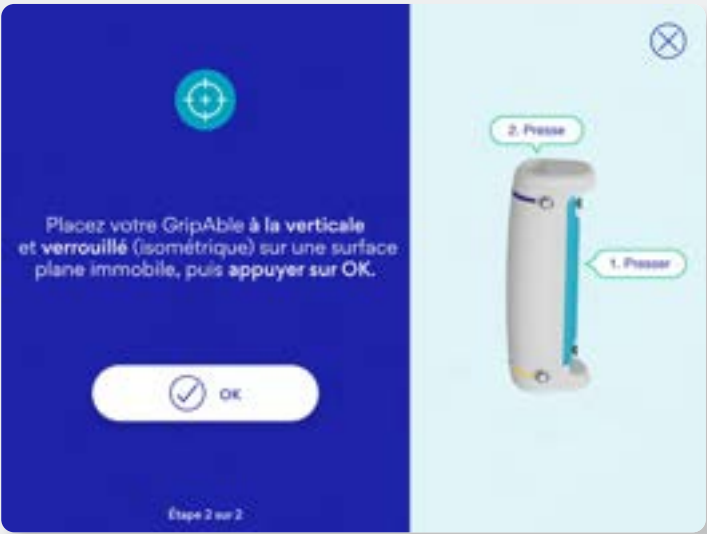 2. Presse
Placez votre GripAble à la verticale
et verrouillé (isométrique) sur une surface
plane immobile, puis appuyer sur OK.
1. Presser
OK
Étape 2 sur 2